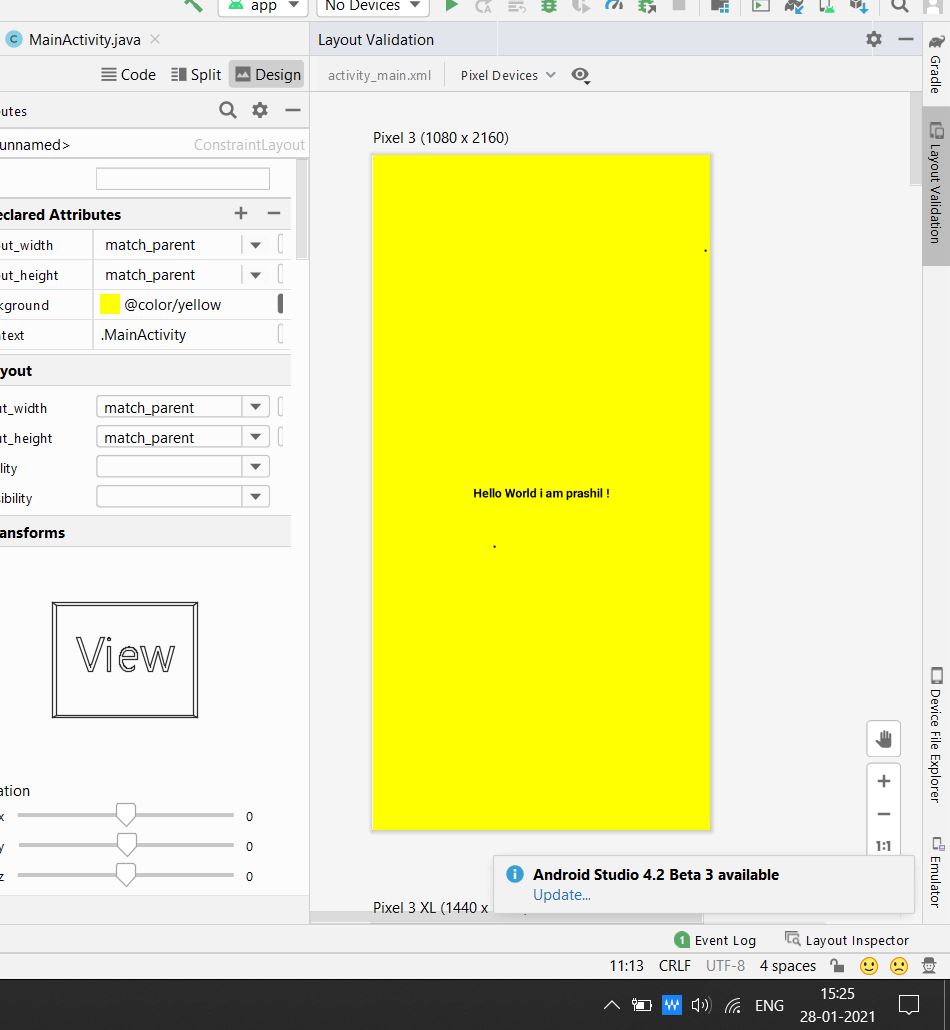 app
No Devices
MainActivity.java
Layout Validation
Code
Split
Design
activity_main.xml
Pixel Devices
utes
unnamed>
ConstraintLayout
Pixel 3 (1080 x 2160)
eclared Attributes
ut_width
match_parent
ut_height
match_parent
kground
@color/yellow
text
.MainActivity
yout
ut_width
match_parent
ut_height
match_parent
lity
ibility
ansforms
View
ation
x
0
y
0
z
0
Hello World i am prashil !
1:1
Pixel 3 XL (1440 x
Android Studio 4.2 Beta 3 available
Update...
Gradle
Layout Validation
Device File Explorer
Emulator
1 Event Log
Layout Inspector
11:13 CRLF UTF-8 4 spaces
ENG
15:25
28-01-2021